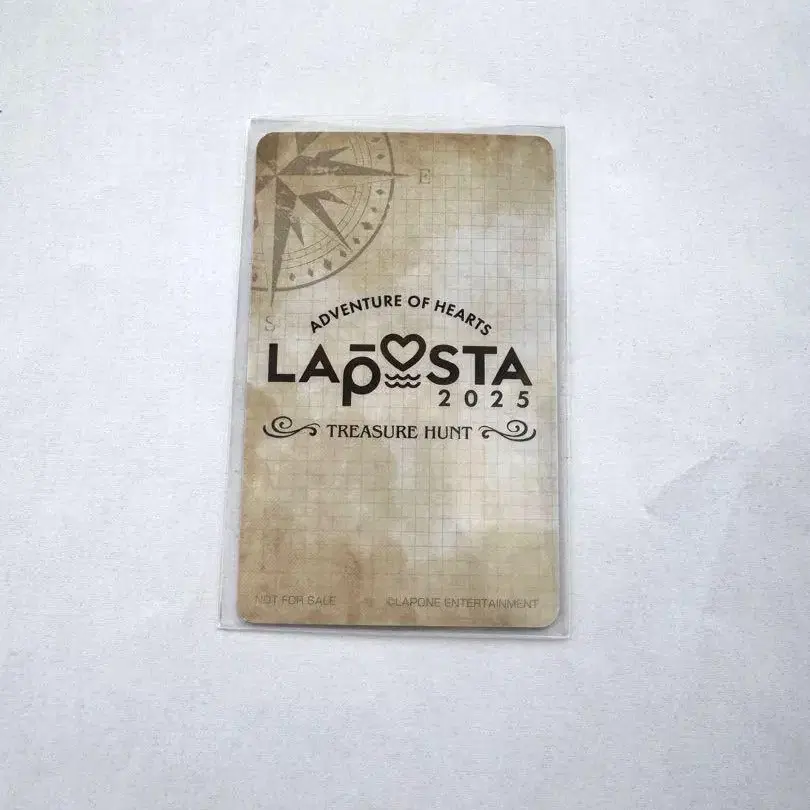 E
S
ADVENTURE OF HEARTS
LAPOSTA
2025
TREASURE HUNT
NOT FOR SALE ©LAPONE ENTERTAINMENT